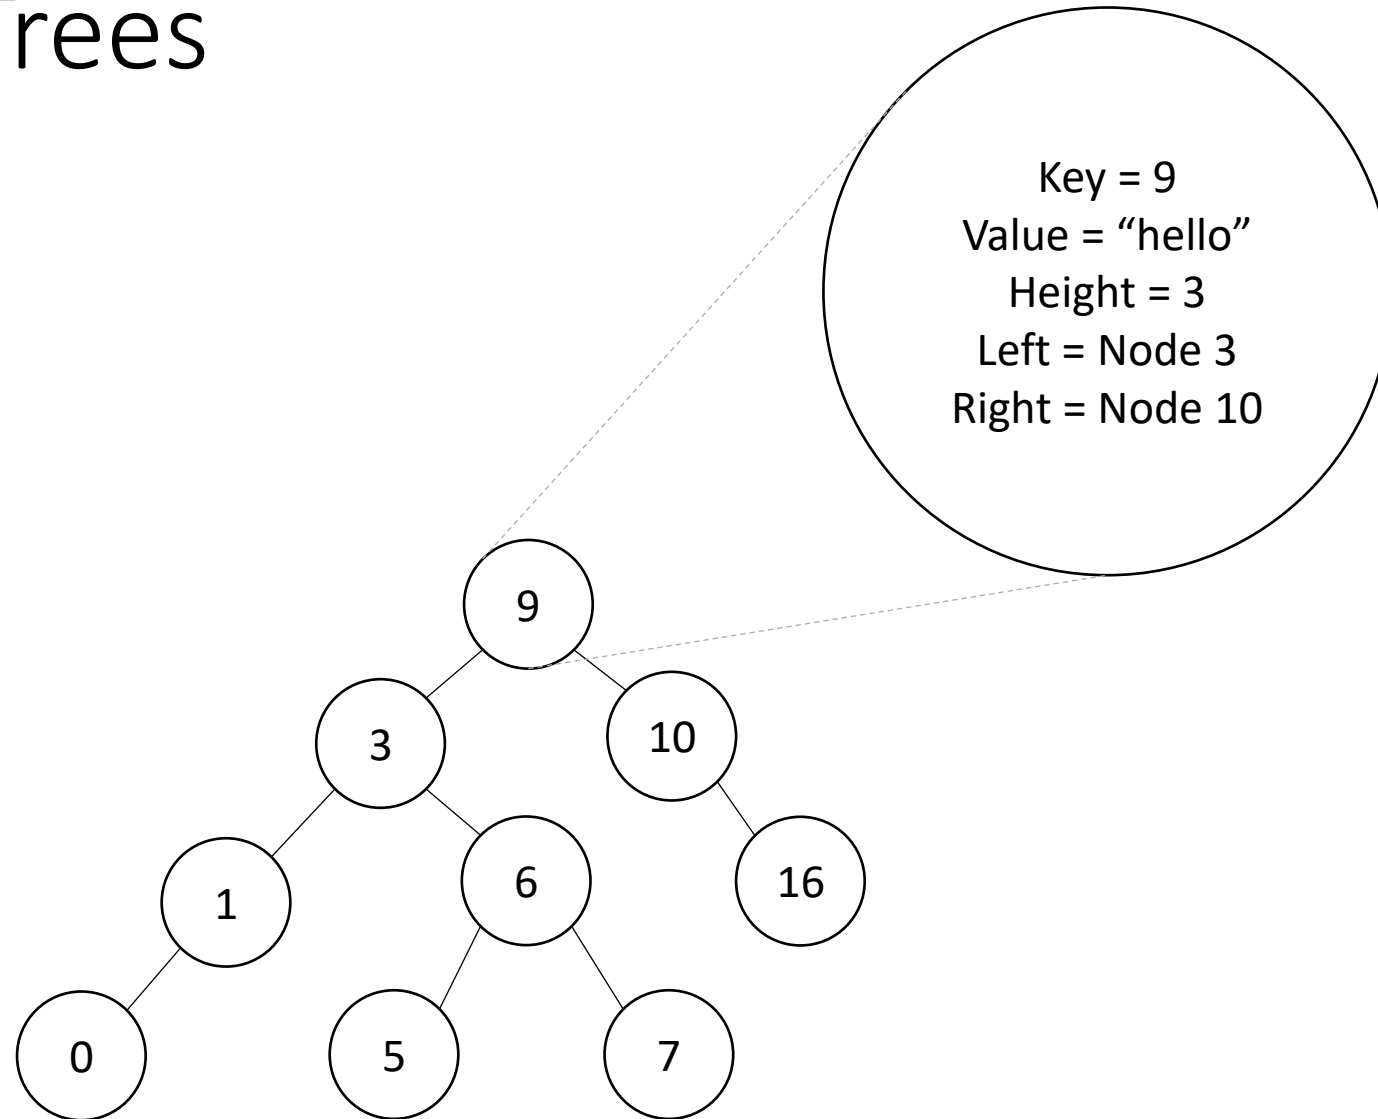 rees
Key = 9
Value = “hello”
Height = 3
Left = Node 3
Right = Node 10
9
3
10
1
6
16
0
5
7